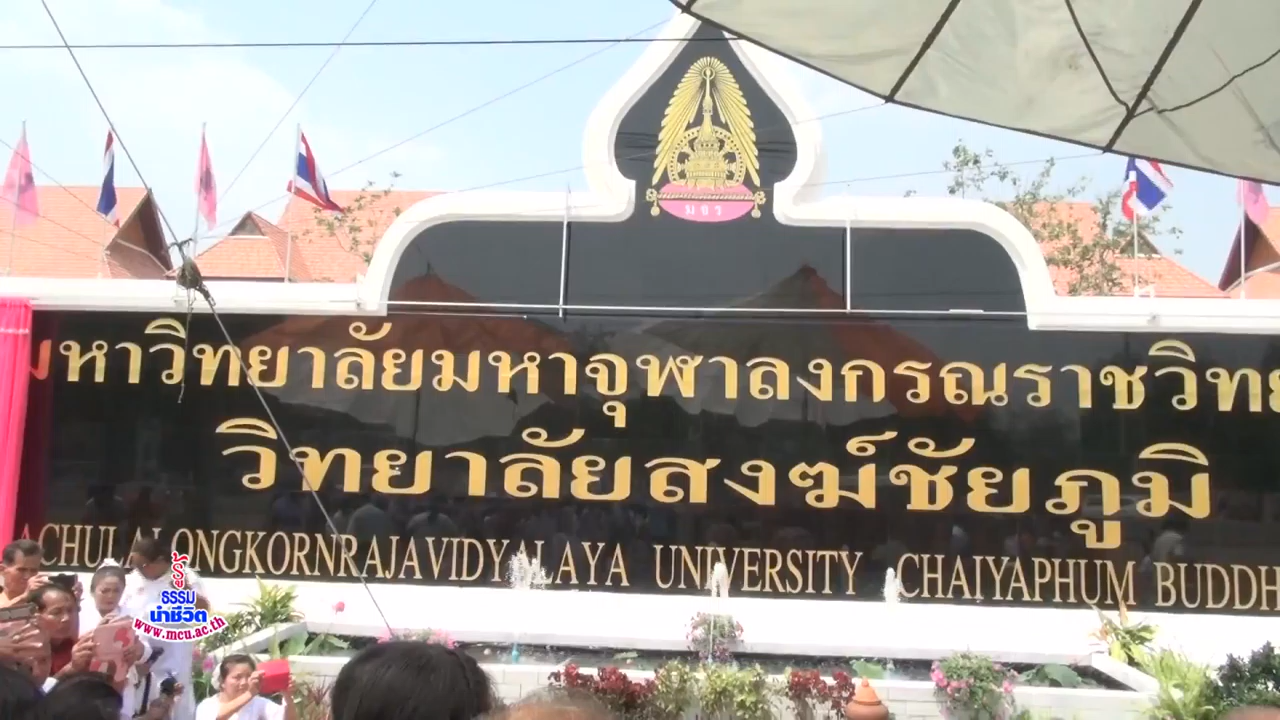 มจร
มหาวิทยาลัยมหาจุฬาลงกรณราชวิทย
วิทยาลัยสงฆ์ชัยภูมิ
ACHULALONGKORNRAJAVIDYALAYA UNIVERSITY CHAIYAPHUM BUDDH
รู้
ธรรม
นำชีวิต
www.mcu.ac.th